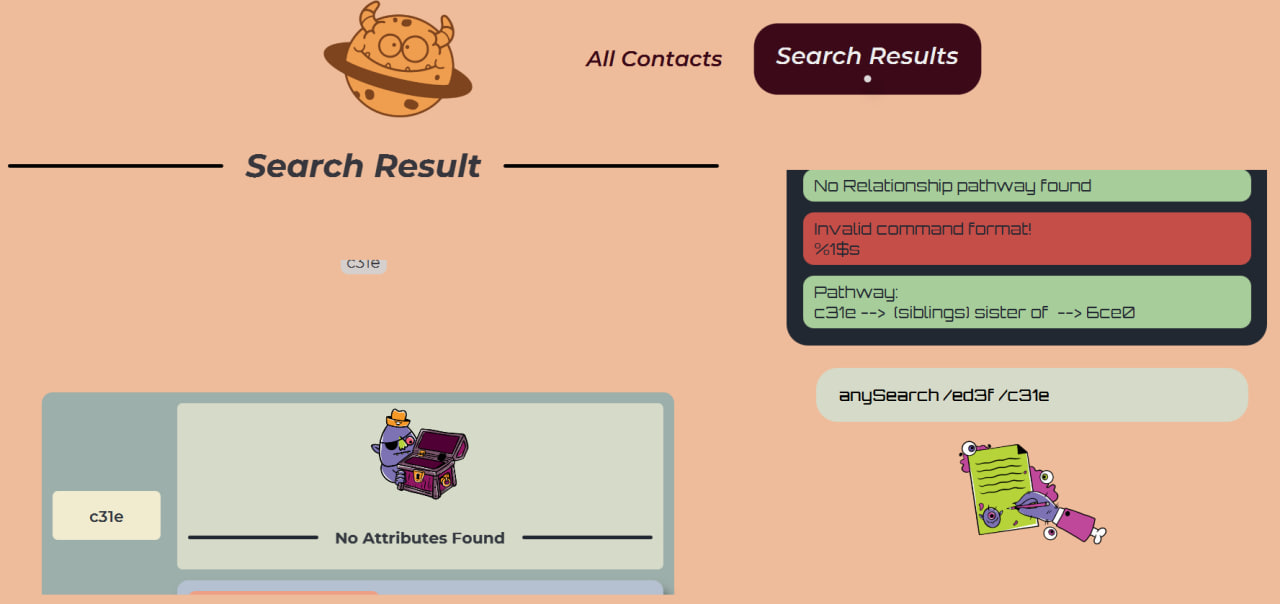 All Contacts
Search Results
Search Result
c31e
c31e
No Attributes Found
No Relationship pathway found
Invalid command format!
%1$s
Pathway:
c31e --> (siblings) sister of --> 6ce0
anySearch /ed3f /c31e